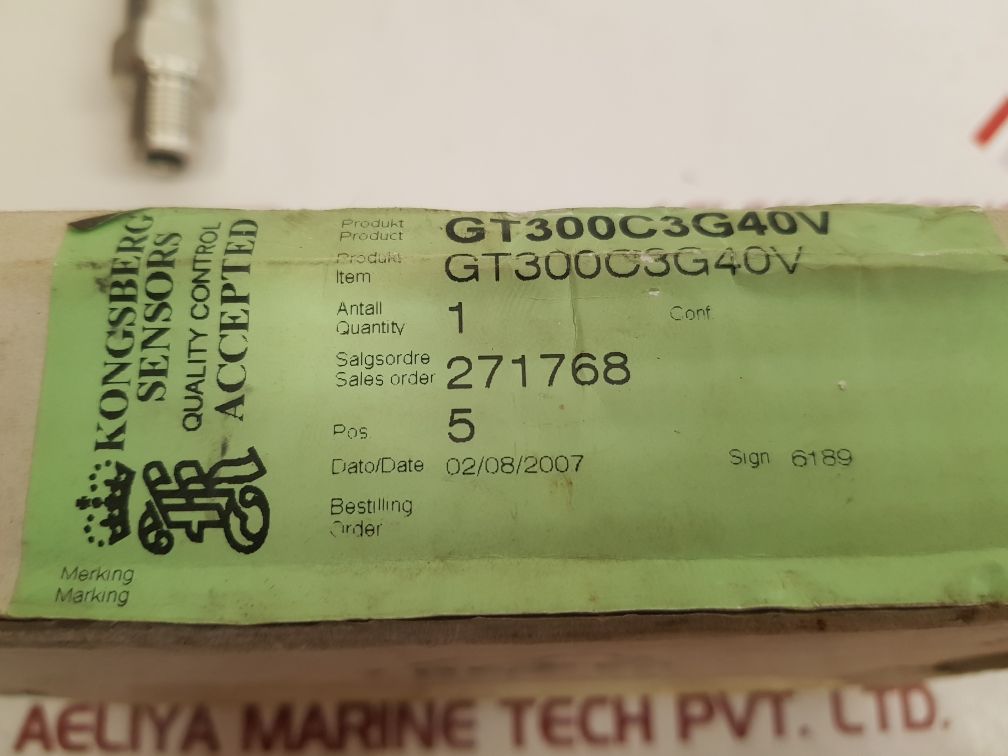 KONGSBERG
SENSORS
QUALITY CONTROL
ACCEPTED
Produkt
Product GT300C3G40V
Produkt
Item GT300C3G40V
Antall
Quantity 1 Conf.
Salgsordre
Sales order 271768
Pos. 5
Dato/Date 02/08/2007 Sign 6189
Bestilling
Order
Merking
Marking
AELIYA MARINE TECH PVT. LTD.